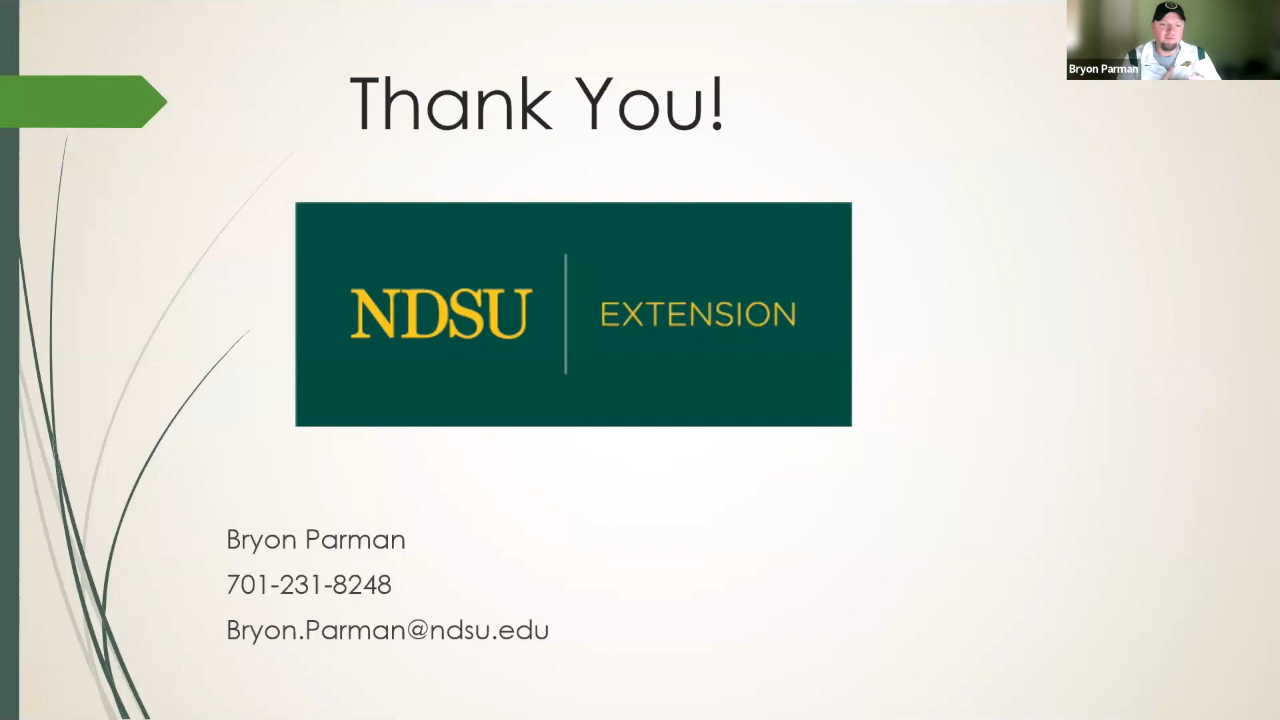 Bryon Parman
Thank You!
NDSU | EXTENSION
Bryon Parman
701-231-8248
Bryon.Parman@ndsu.edu